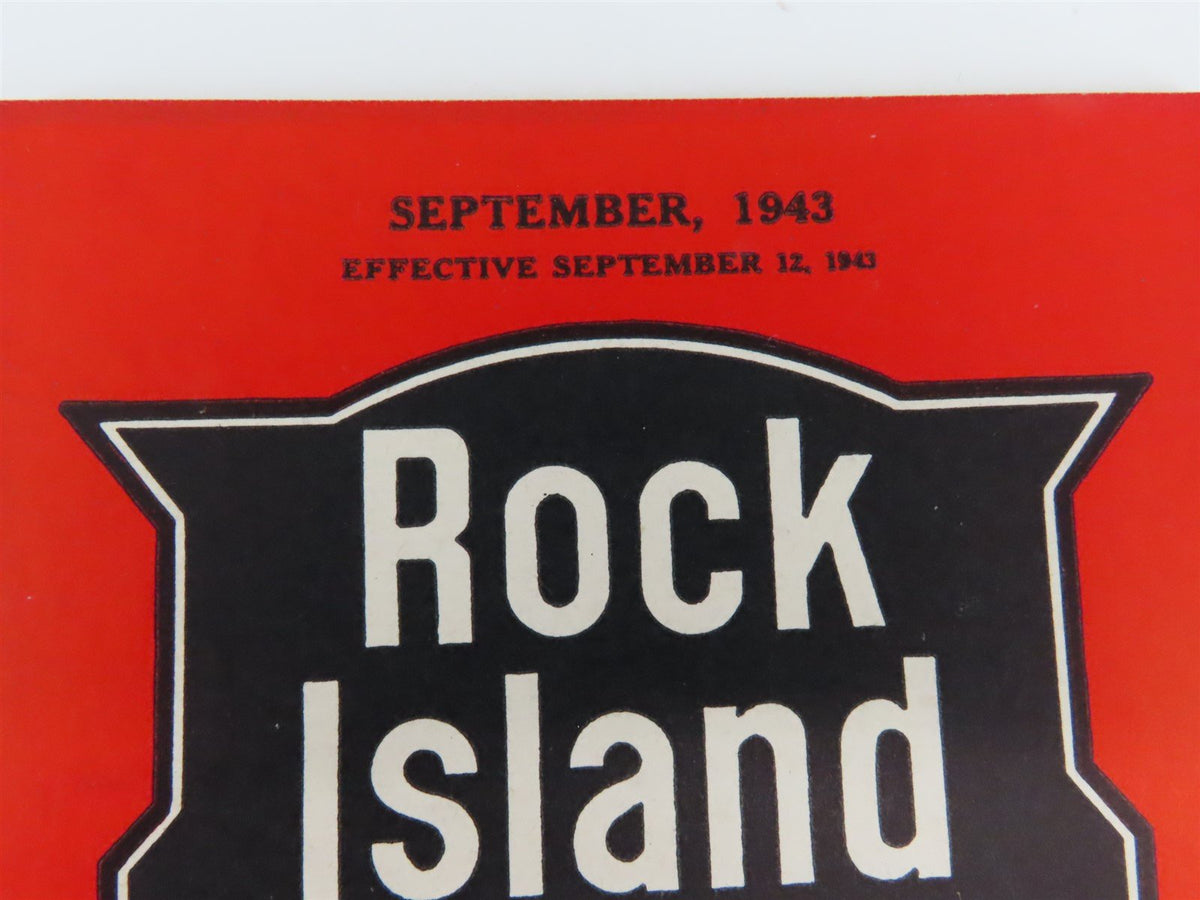 SEPTEMBER, 1943
EFFECTIVE SEPTEMBER 12, 1943
Rock
Island